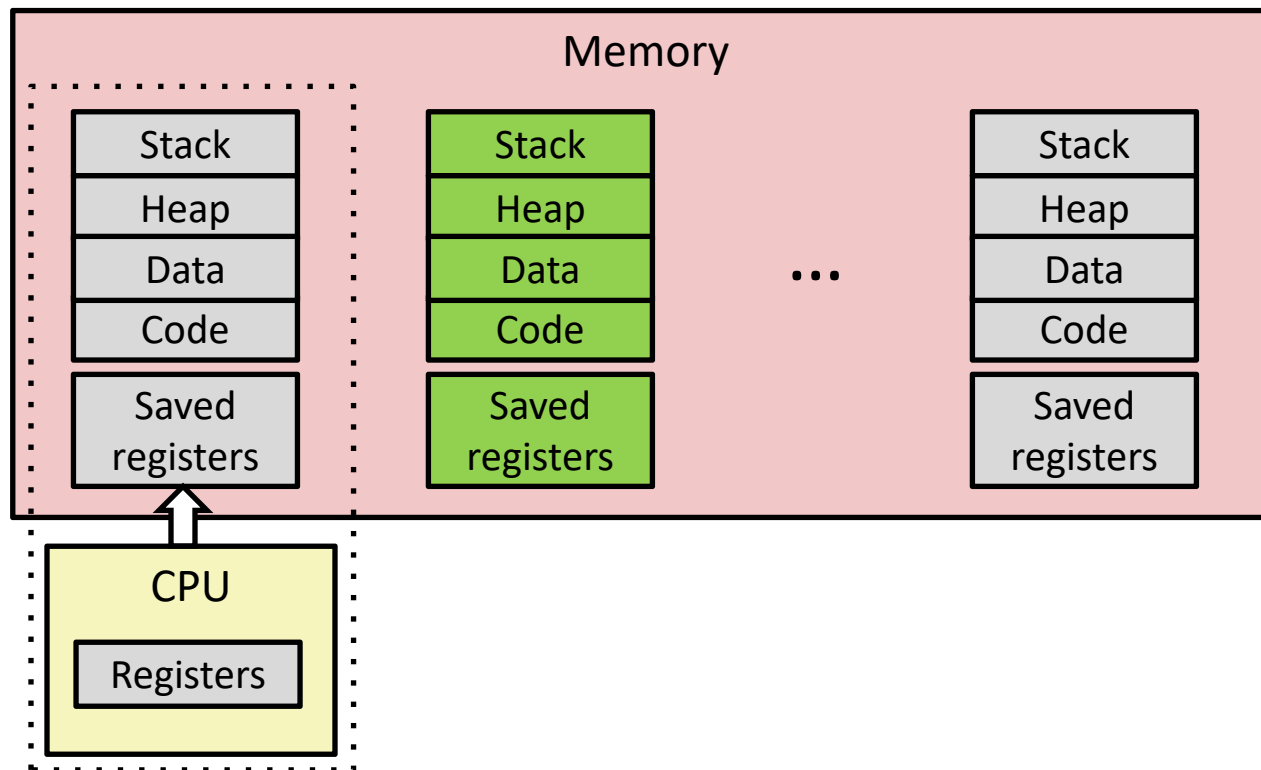 Memory
Stack
Heap
Data
Code
Saved
registers
Stack
Heap
Data
Code
Saved
registers
...
Stack
Heap
Data
Code
Saved
registers
CPU
Registers